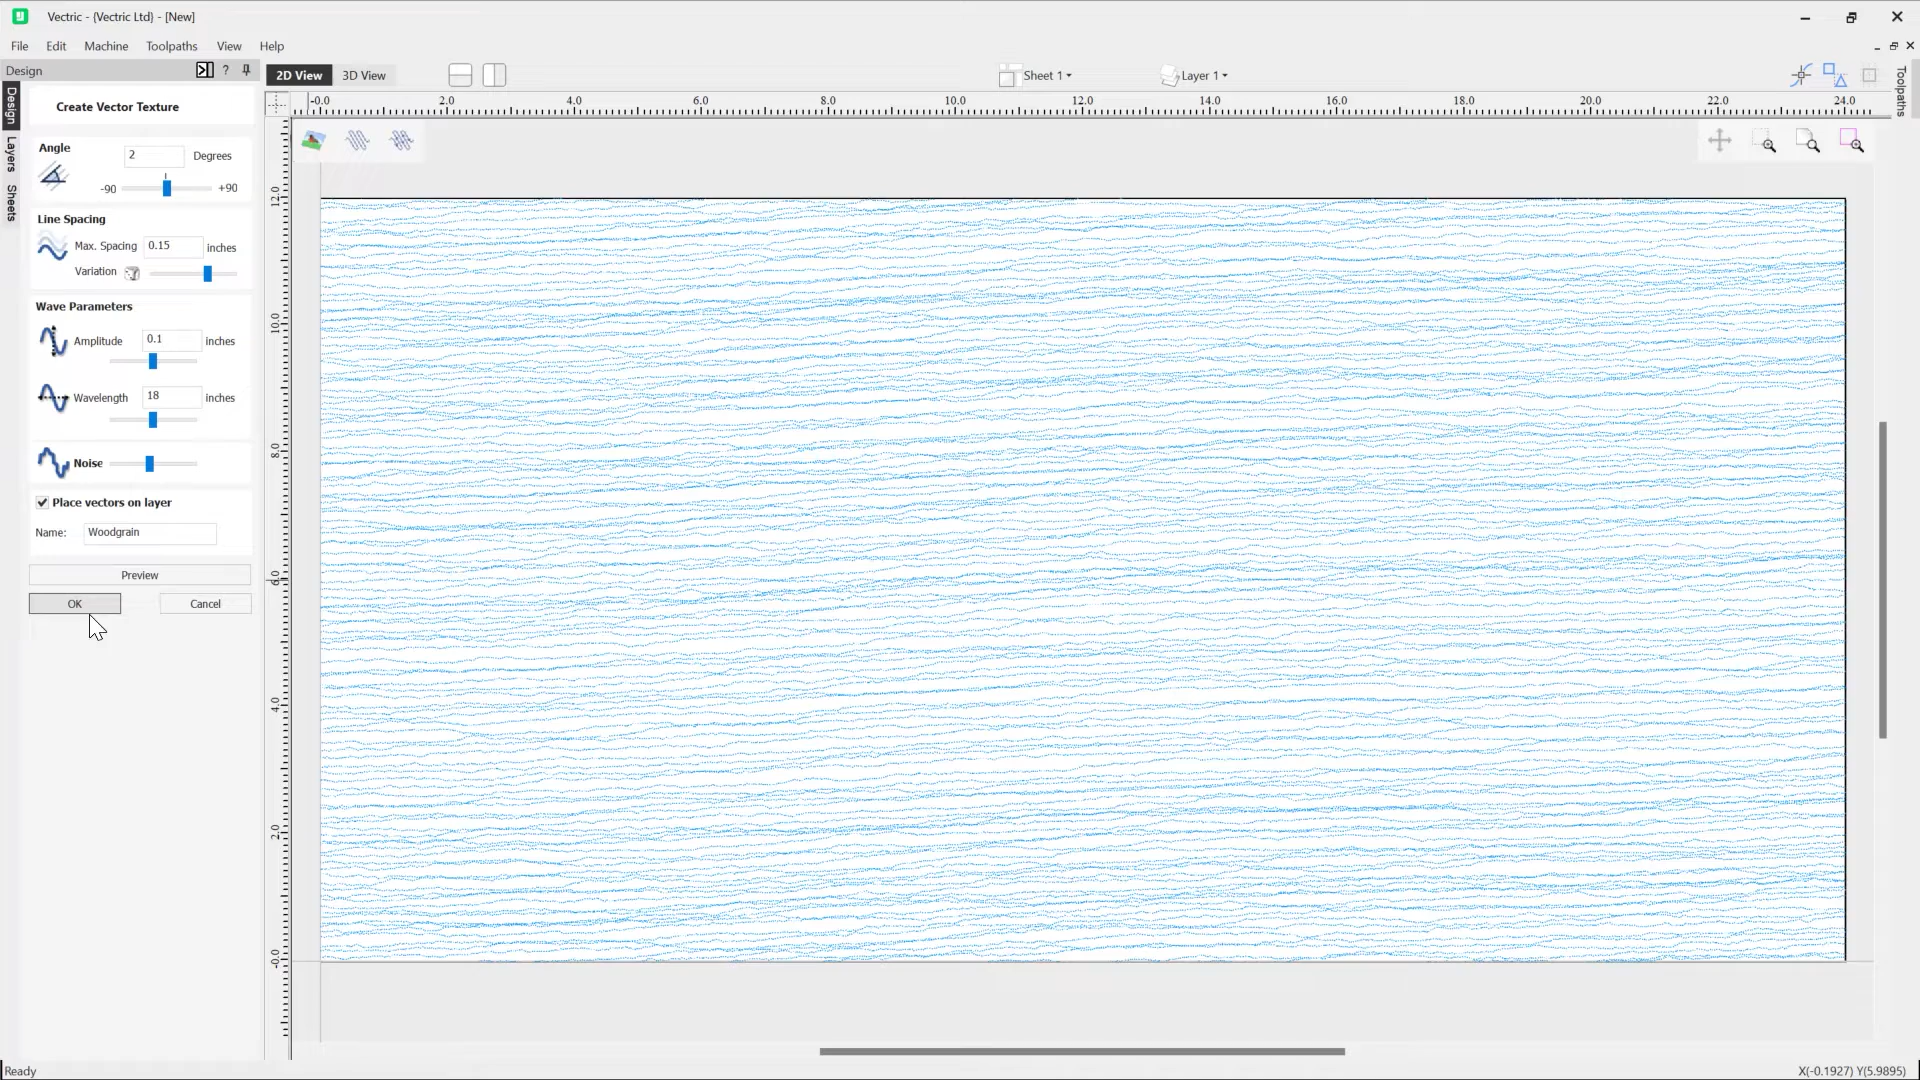 Vectric - {Vectric Ltd} - [New]
File Edit Machine Toolpaths View Help
Design
?
2D View 3D View
Sheet 1
Layer 1
Design
Layers
Sheets
Toolpaths
Create Vector Texture
Angle
2
Degrees
-90
+90
Line Spacing
Max. Spacing 0.15 inches
Variation
Wave Parameters
Amplitude 0.1 inches
Wavelength 18 inches
Noise
Place vectors on layer
Name: Woodgrain
Preview
OK Cancel
-0.0 2.0 4.0 6.0 8.0 10.0 12.0 14.0 16.0 18.0 20.0 22.0 24.0
12.0
10.0
8.0
6.0
4.0
2.0
-0.0
Ready
X(-0.1927) Y(5.9895)